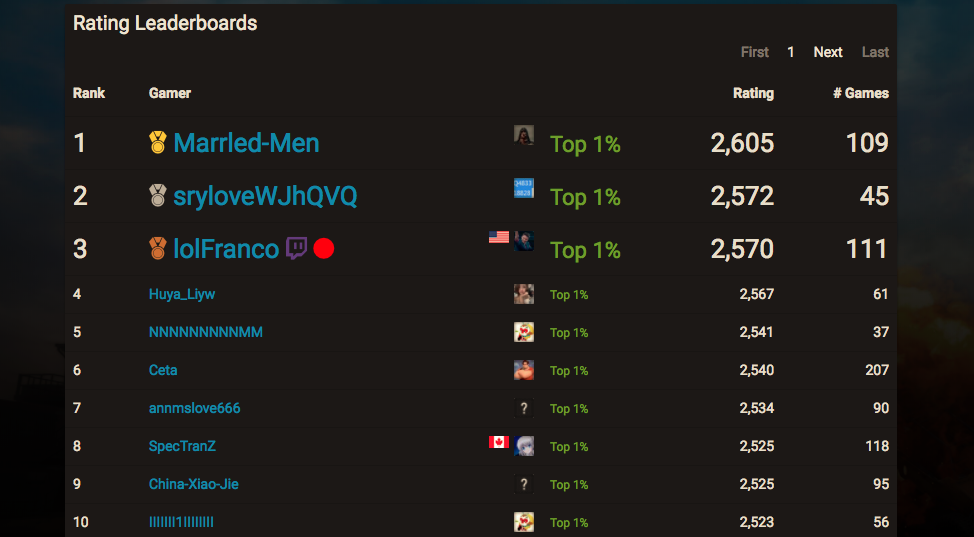 Rating Leaderboards
First 1 Next Last
Rank Gamer Rating # Games
1 Marrled-Men Top 1% 2,605 109
2 sryloveWJhQVQ Top 1% 2,572 45
3 lolFranco Top 1% 2,570 111
4 Huya_Liyw Top 1% 2,567 61
5 NNNNNNNNNMM Top 1% 2,541 37
6 Ceta Top 1% 2,540 207
7 annmslove666 ? Top 1% 2,534 90
8 SpecTranZ Top 1% 2,525 118
9 China-Xiao-Jie ? Top 1% 2,525 95
10 Top 1% 2,523 56